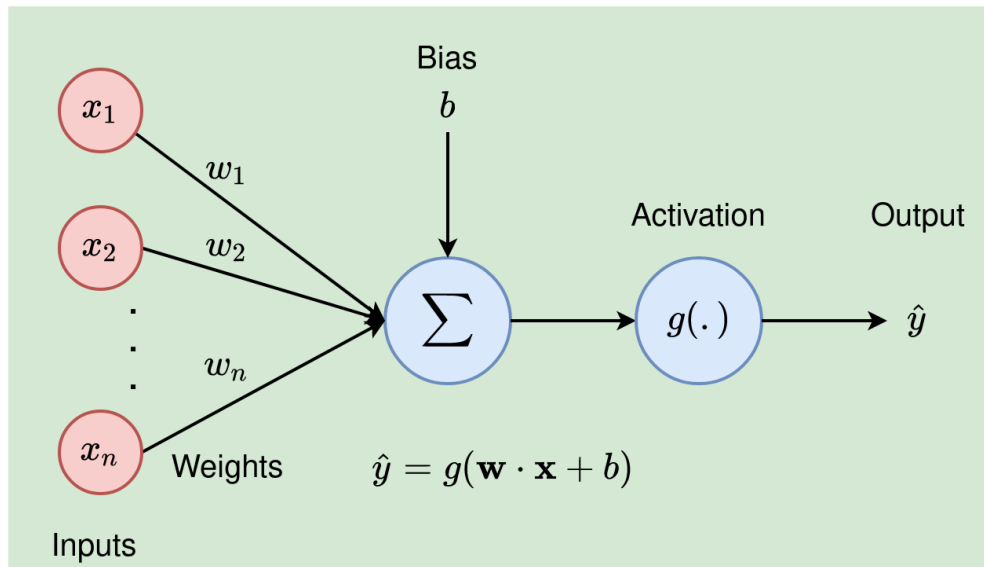 Bias
b
x₁
w₁
Activation
Output
x₂
w₂
∑
g(.)
ŷ
.
.
.
wₙ
xₙ
Weights
ŷ = g(w · x + b)
Inputs